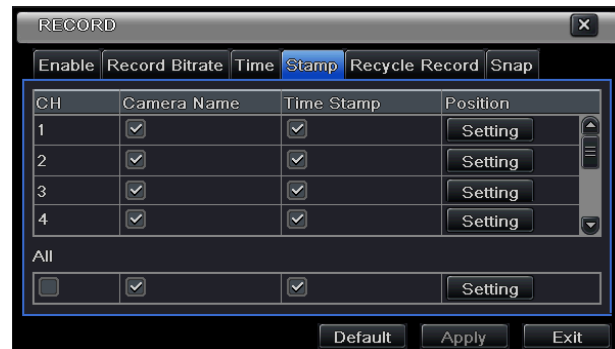 RECORD
Enable Record Bitrate Time Stamp Recycle Record Snap
CH Camera Name Time Stamp Position
1 Setting
2 Setting
3 Setting
4 Setting
All
Setting
Default Apply Exit